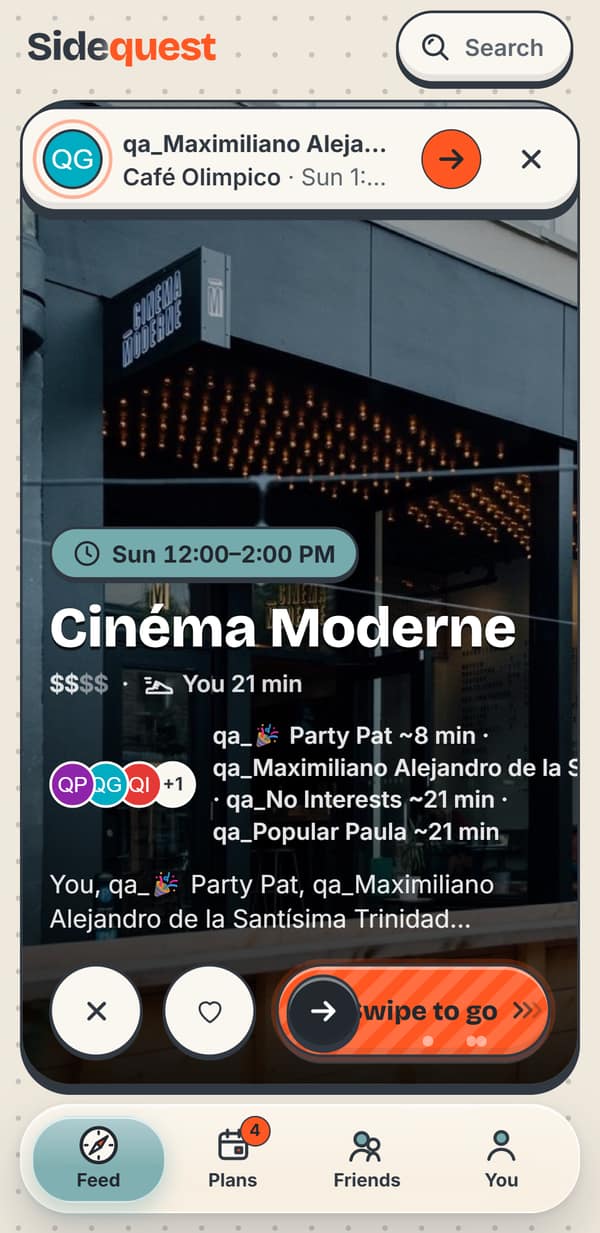 Sidequest
Search
QG
qa_Maximiliano Aleja...
Café Olimpico · Sun 1:...
CINÉMA
MODERNE
M
Sun 12:00–2:00 PM
Cinéma Moderne
$$$$ · You 21 min
qa_🎉 Party Pat ~8 min ·
qa_Maximiliano Alejandro de la S
· qa_No Interests ~21 min ·
qa_Popular Paula ~21 min
QP QG QI +1
You, qa_🎉 Party Pat, qa_Maximiliano
Alejandro de la Santísima Trinidad...
swipe to go
4
Feed
Plans
Friends
You